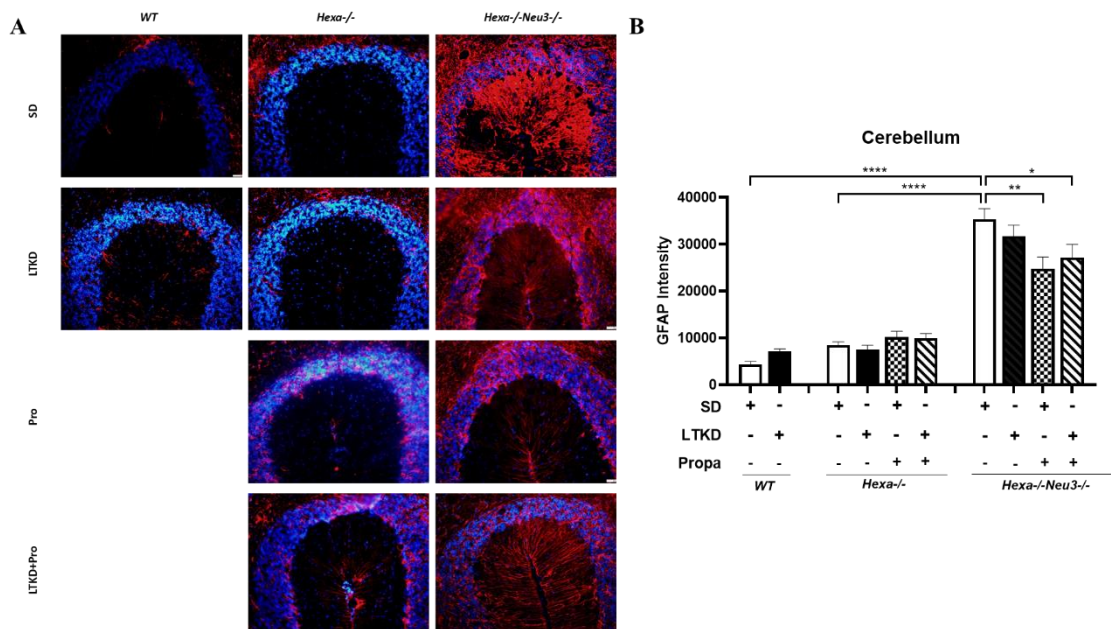 A
WT
Hexa-/-
Hexa-/-Neu3-/-
SD
LTKD
Pro
LTKD+Pro
B
Cerebellum
****
*
****
**
GFAP Intensity
40000
30000
20000
10000
0
SD + - + - + - + - + -
LTKD - + - + - + - + - +
Propa - - - - + + - - + +
WT
Hexa-/-
Hexa-/-Neu3-/-